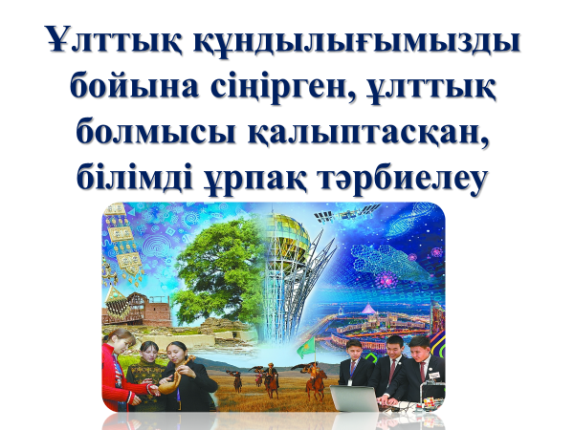 Ұлттық құндылығымызды
бойына сіңірген, ұлттық
болмысы қалыптасқан,
білімді ұрпақ тәрбиелеу